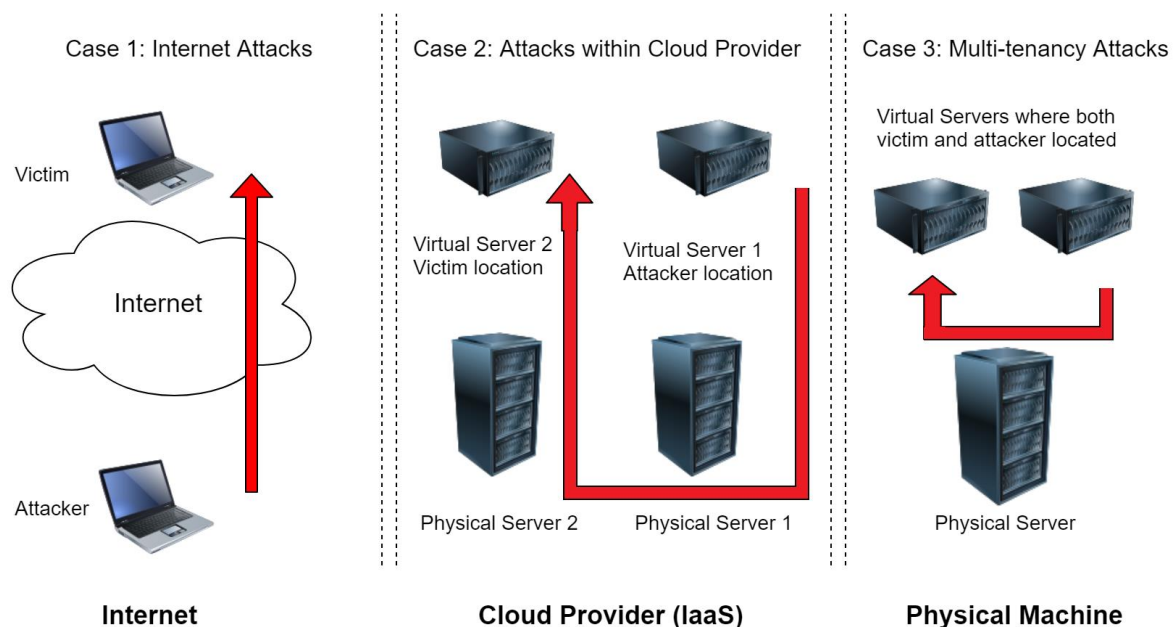 Case 1: Internet Attacks
Victim
Internet
Attacker
Internet
Case 2: Attacks within Cloud Provider
Virtual Server 2
Victim location
Virtual Server 1
Attacker location
Physical Server 2
Physical Server 1
Cloud Provider (IaaS)
Case 3: Multi-tenancy Attacks
Virtual Servers where both
victim and attacker located
Physical Server
Physical Machine